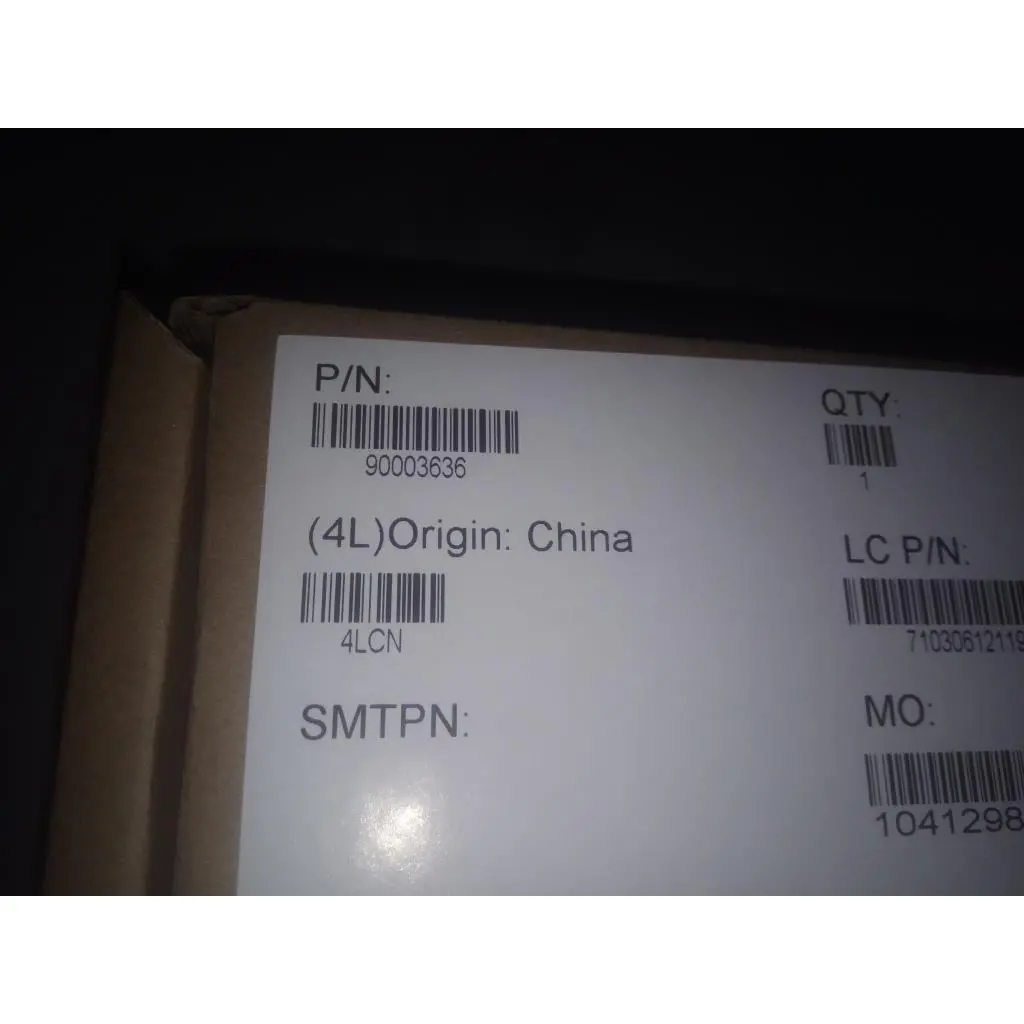 P/N:
90003636
QTY:
1
(4L)Origin: China
4LCN
LC P/N:
71030612119
SMTPN:
MO:
1041298